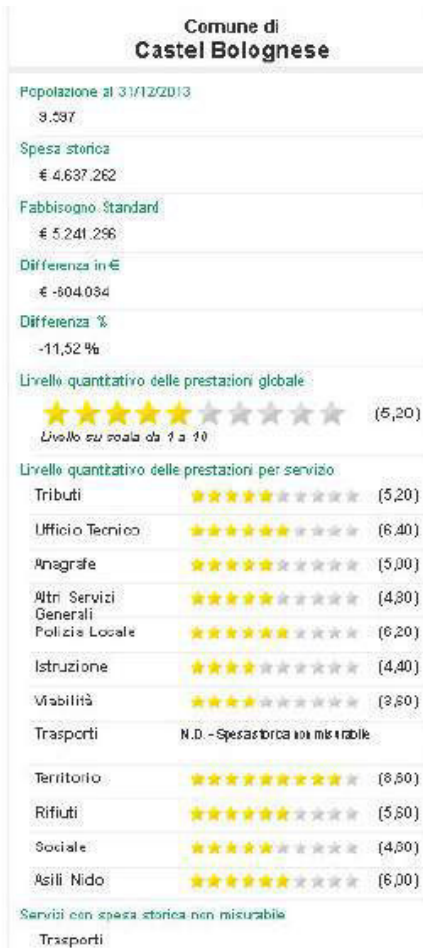 Comune di
Castel Bolognese
Popolazione al 31/12/2013
9.597
Spesa storica
€ 4.637.262
Fabbisogno Standard
€ 5.241.296
Differenza in €
€ -604.034
Differenza %
-11,52 %
Livello quantitativo delle prestazioni globale
(5,20)
Livello su scala da 1 a 10
Livello quantitativo delle prestazioni per servizio
Tributi (5,20)
Ufficio Tecnico (6,40)
Anagrafe (5,00)
Altri Servizi
Generali (4,80)
Polizia Locale (6,20)
Istruzione (4,40)
Viabilità (3,60)
Trasporti N.D. - Spesa storica non misurabile
Territorio (8,60)
Rifiuti (5,60)
Sociale (4,80)
Asili Nido (6,00)
Servizi con spesa storica non misurabile
Trasporti